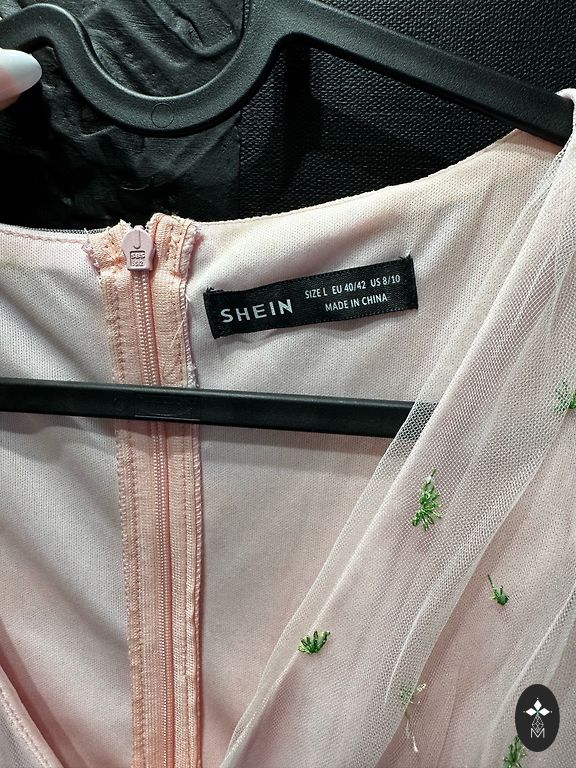 SHEIN
SIZE L EU 40/42 US 8/10
MADE IN CHINA
M